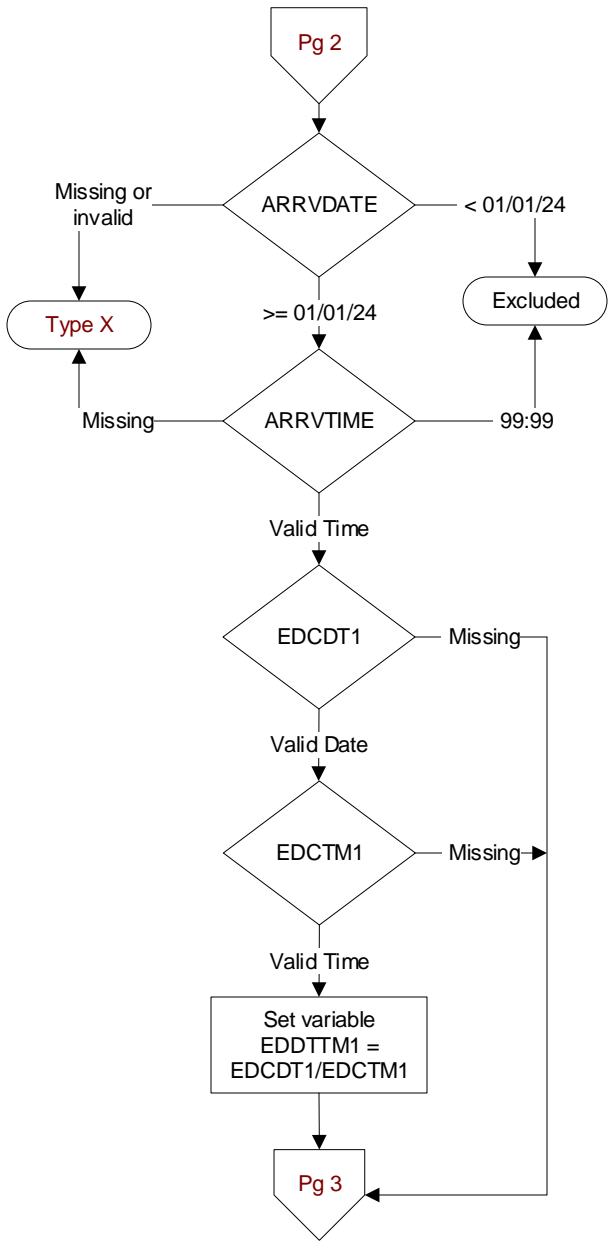 Pg 2
Missing or
invalid
ARRVDATE
< 01/01/24
Type X
>= 01/01/24
Excluded
Missing
ARRVTIME
99:99
Valid Time
EDCDT1
Missing
Valid Date
EDCTM1
Missing
Valid Time
Set variable
EDDTTM1 =
EDCDT1/EDCTM1
Pg 3